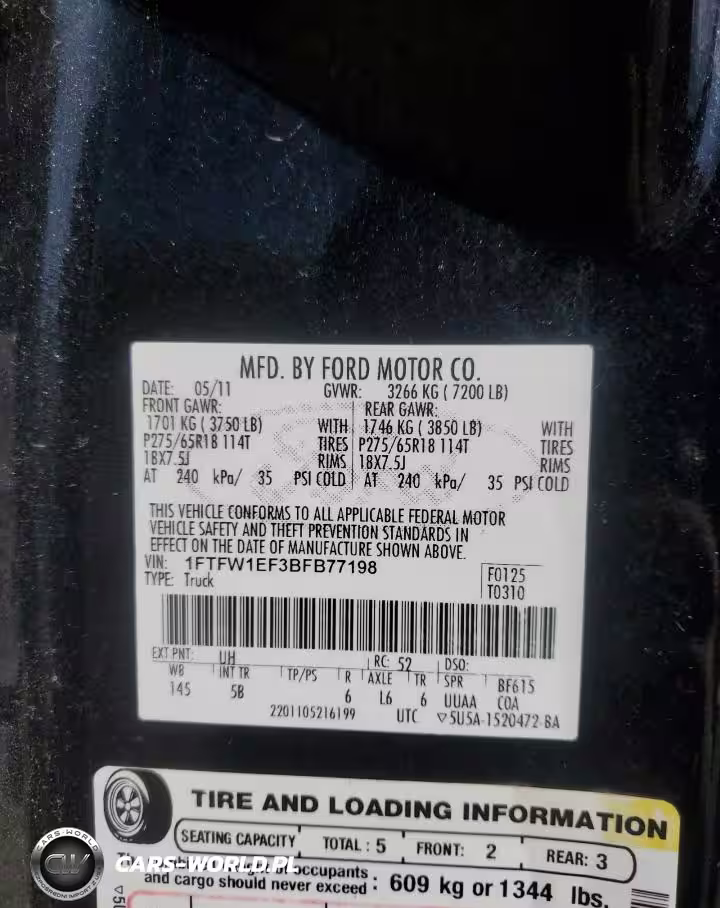 MFD. BY FORD MOTOR CO.
DATE: 05/11 GVWR: 3266 KG ( 7200 LB)
FRONT GAWR: REAR GAWR:
1701 KG ( 3750 LB) WITH 1746 KG ( 3850 LB) WITH
P275/65R18 114T TIRES P275/65R18 114T TIRES
18X7.5J RIMS 18X7.5J RIMS
AT 240 kPa/ 35 PSI COLD AT 240 kPa/ 35 PSI COLD
THIS VEHICLE CONFORMS TO ALL APPLICABLE FEDERAL MOTOR
VEHICLE SAFETY AND THEFT PREVENTION STANDARDS IN
EFFECT ON THE DATE OF MANUFACTURE SHOWN ABOVE.
VIN: 1FTFW1EF3BFB77198
TYPE: Truck
F0125
T0310
EXT PNT: UH RC: 52 DSO:
WB INT TR TP/PS R AXLE TR SPR BF615
145 5B 6 L6 6 UUAA COA
2201105216199 UTC ▽5U5A-1520472-BA
TIRE AND LOADING INFORMATION
SEATING CAPACITY TOTAL : 5 FRONT: 2 REAR: 3
occupants
and cargo should never exceed : 609 kg or 1344 lbs.
CARS-WORLD
CW
CARS-WORLD.PL